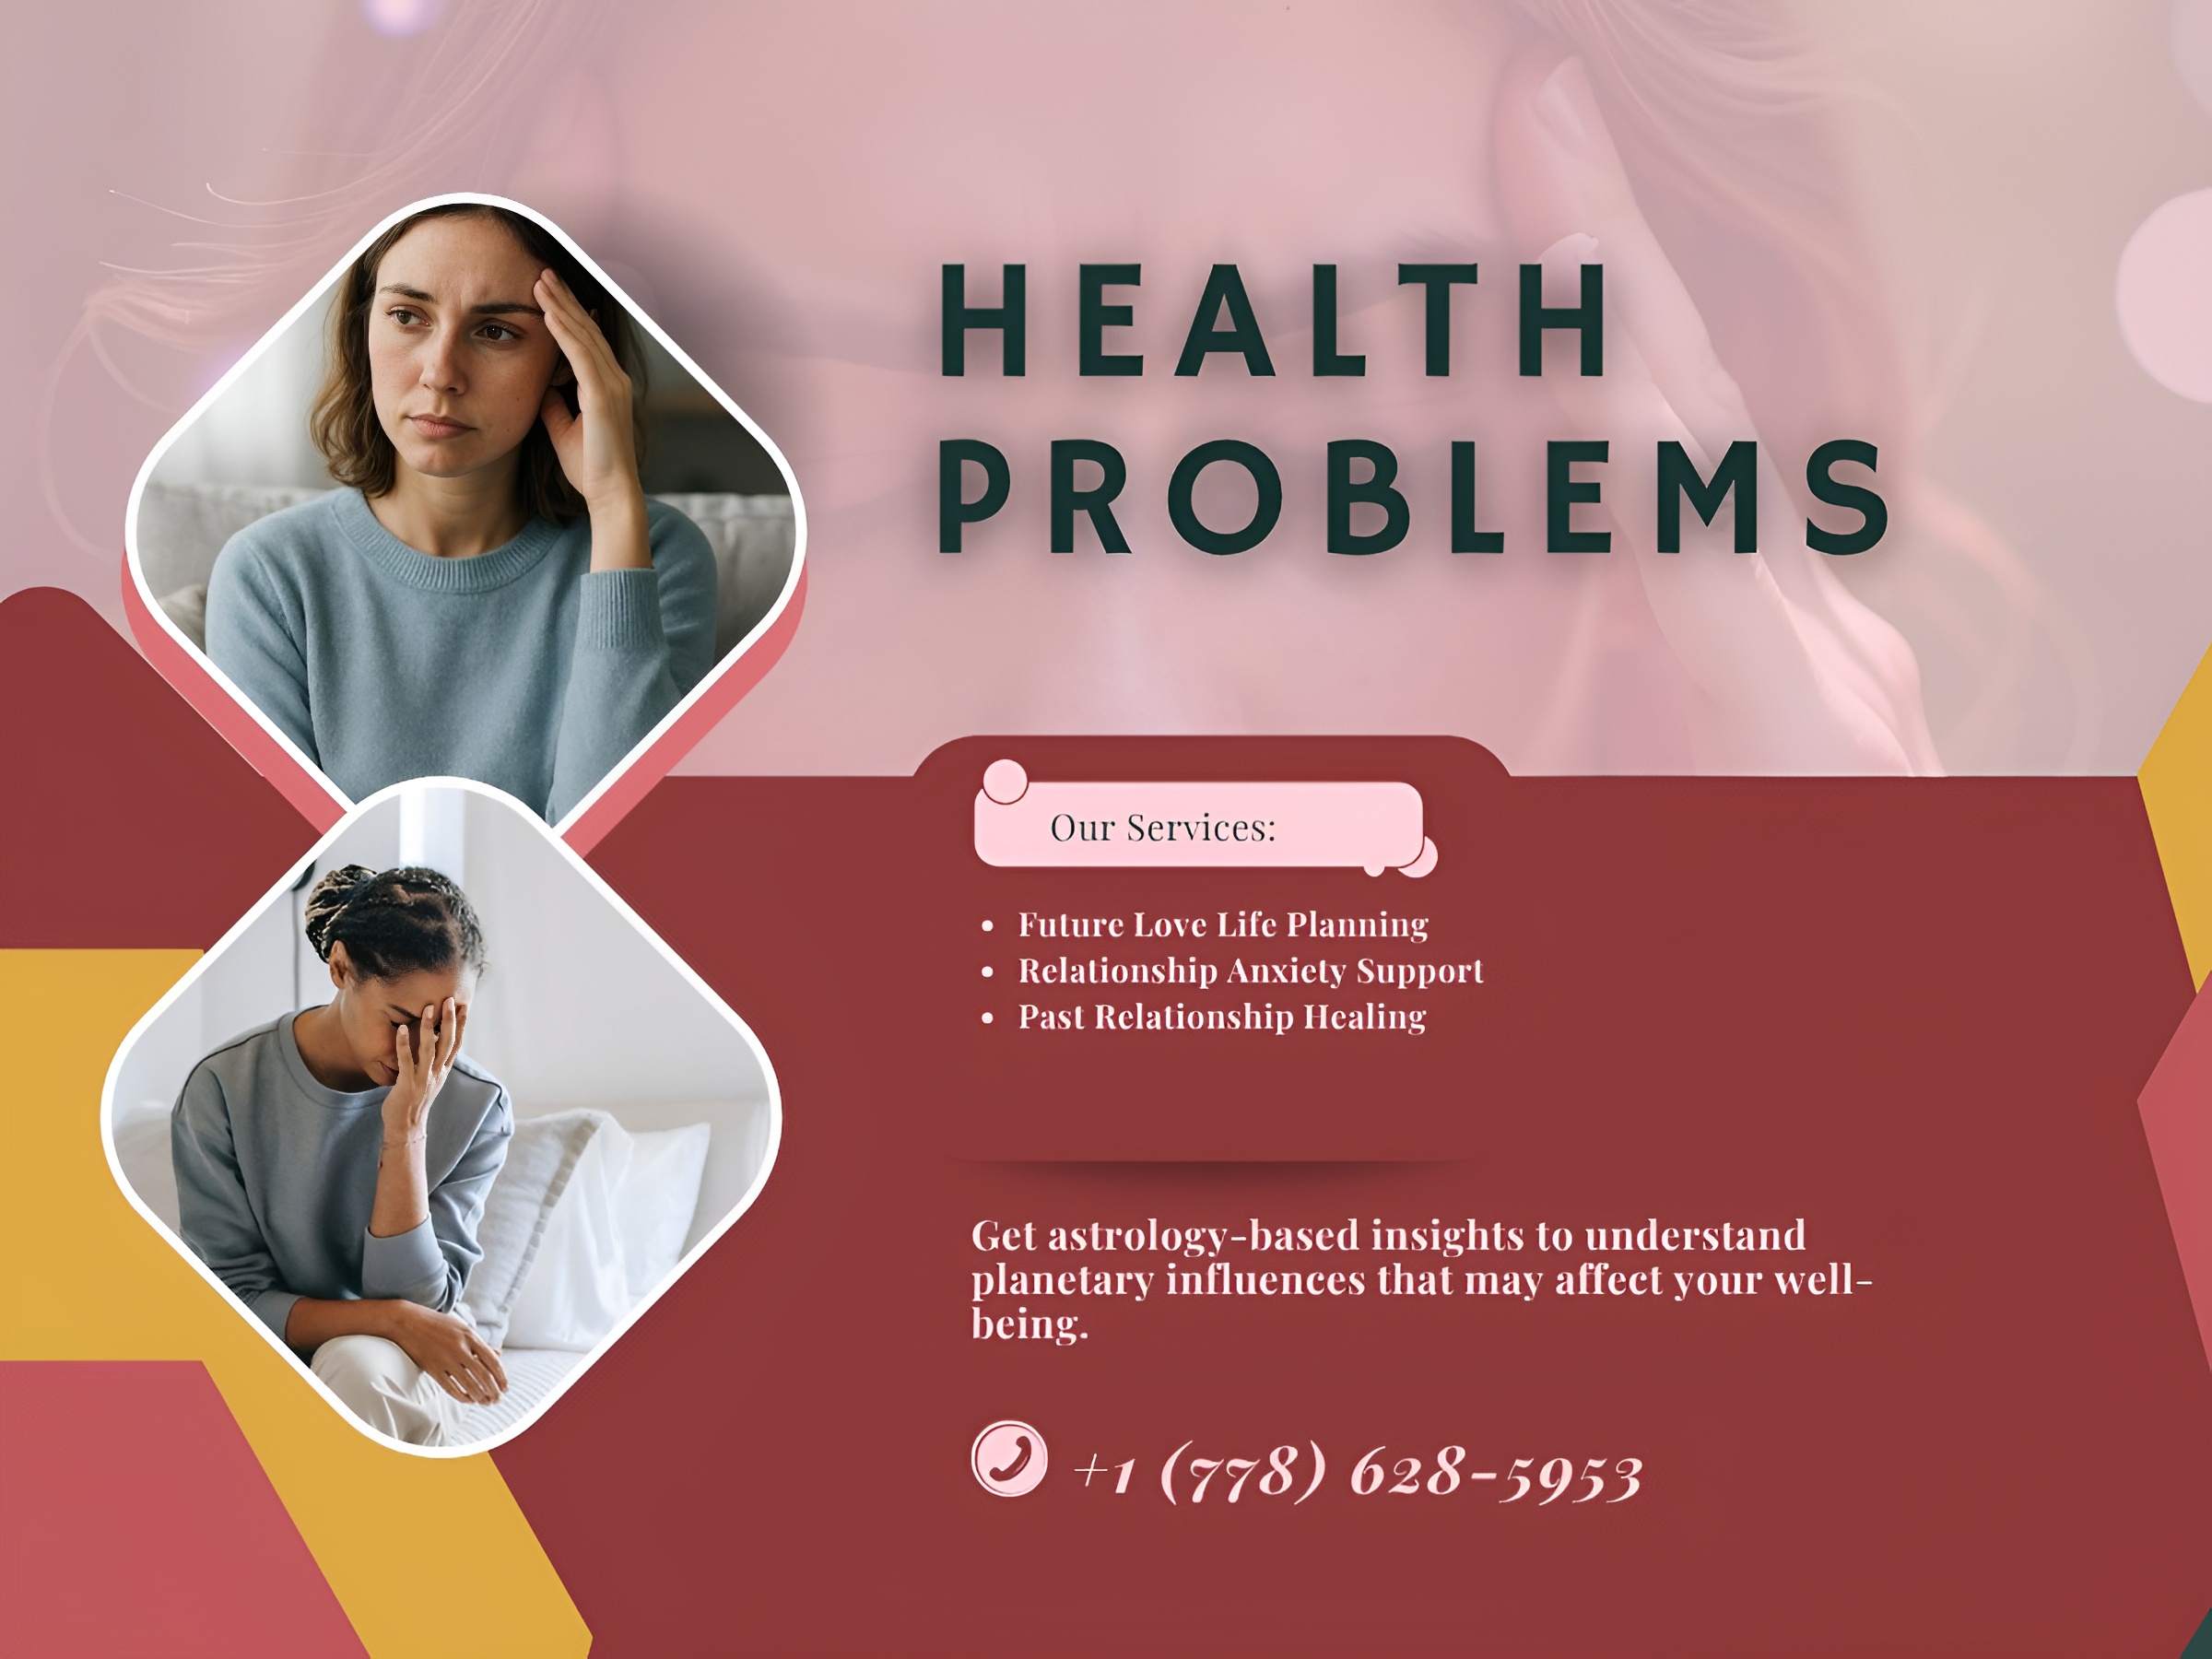 HEALTH
PROBLEMS
Our Services:
• Future Love Life Planning
• Relationship Anxiety Support
• Past Relationship Healing
Get astrology-based insights to understand
planetary influences that may affect your well-
being.
+1 (778) 628-5953